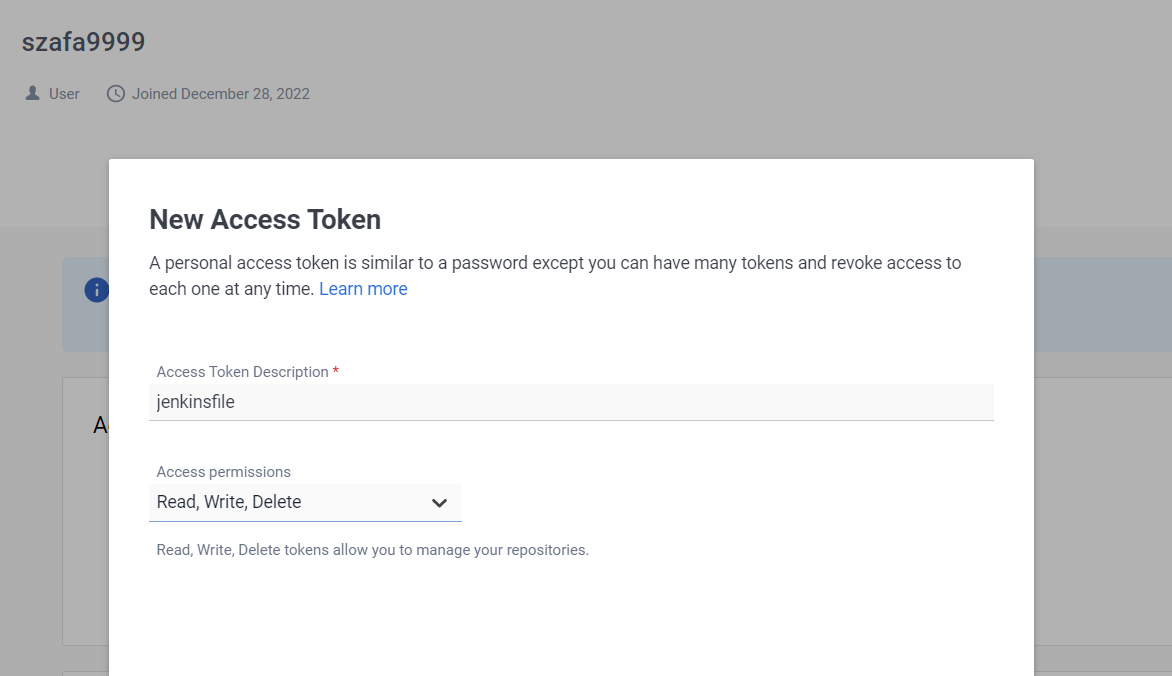 szafa9999
User Joined December 28, 2022
New Access Token
A personal access token is similar to a password except you can have many tokens and revoke access to
each one at any time. Learn more
Access Token Description *
jenkinsfile
Access permissions
Read, Write, Delete
Read, Write, Delete tokens allow you to manage your repositories.